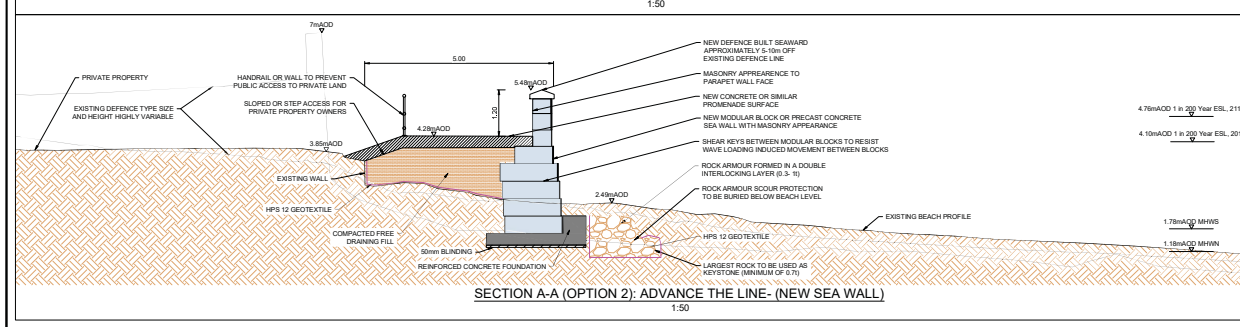 1:50
7mAOD
5.00
PRIVATE PROPERTY
HANDRAIL OR WALL TO PREVENT
PUBLIC ACCESS TO PRIVATE LAND
EXISTING DEFENCE TYPE SIZE
AND HEIGHT HIGHLY VARIABLE
SLOPED OR STEP ACCESS FOR
PRIVATE PROPERTY OWNERS
4.28mAOD
3.85mAOD
5.48mAOD
1.20
NEW DEFENCE BUILT SEAWARD
APPROXIMATELY 5-10m OFF
EXISTING DEFENCE LINE
MASONRY APPREARENCE TO
PARAPET WALL FACE
NEW CONCRETE OR SIMILAR
PROMENADE SURFACE
NEW MODULAR BLOCK OR PRECAST CONCRETE
SEA WALL WITH MASONRY APPEARANCE
SHEAR KEYS BETWEEN MODULAR BLOCKS TO RESIST
WAVE LOADING INDUCED MOVEMENT BETWEEN BLOCKS
ROCK ARMOUR FORMED IN A DOUBLE
INTERLOCKING LAYER (0.3- 1t)
ROCK ARMOUR SCOUR PROTECTION
TO BE BURIED BELOW BEACH LEVEL
2.49mAOD
EXISTING BEACH PROFILE
EXISTING WALL
HPS 12 GEOTEXTILE
COMPACTED FREE
DRAINING FILL
50mm BLINDING
REINFORCED CONCRETE FOUNDATION
HPS 12 GEOTEXTILE
LARGEST ROCK TO BE USED AS
KEYSTONE (MINIMUM OF 0.7t)
4.76mAOD 1 in 200 Year ESL, 211
4.10mAOD 1 in 200 Year ESL, 201
1.78mAOD MHWS
1.18mAOD MHWN
SECTION A-A (OPTION 2): ADVANCE THE LINE- (NEW SEA WALL)
1:50